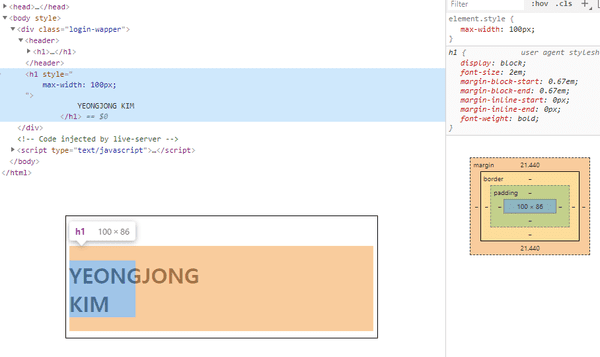 <head>…</head>
<body style>
<div class="login-wapper">
<header>
<h1>…</h1>
</header>
<h1 style="
max-width: 100px;
">
YEONGJONG KIM
</h1> == $0
</div>
<!-- Code injected by live-server -->
<script type="text/javascript">…</script>
</body>
</html>
h1 100 × 86
YEONGJONG
KIM
Filter :hov .cls +
element.style {
max-width: 100px;
}
h1 { user agent stylesh
display: block;
font-size: 2em;
margin-block-start: 0.67em;
margin-block-end: 0.67em;
margin-inline-start: 0px;
margin-inline-end: 0px;
font-weight: bold;
}
margin 21.440
border –
padding –
– – – 100 × 86 – – –
–
–
21.440